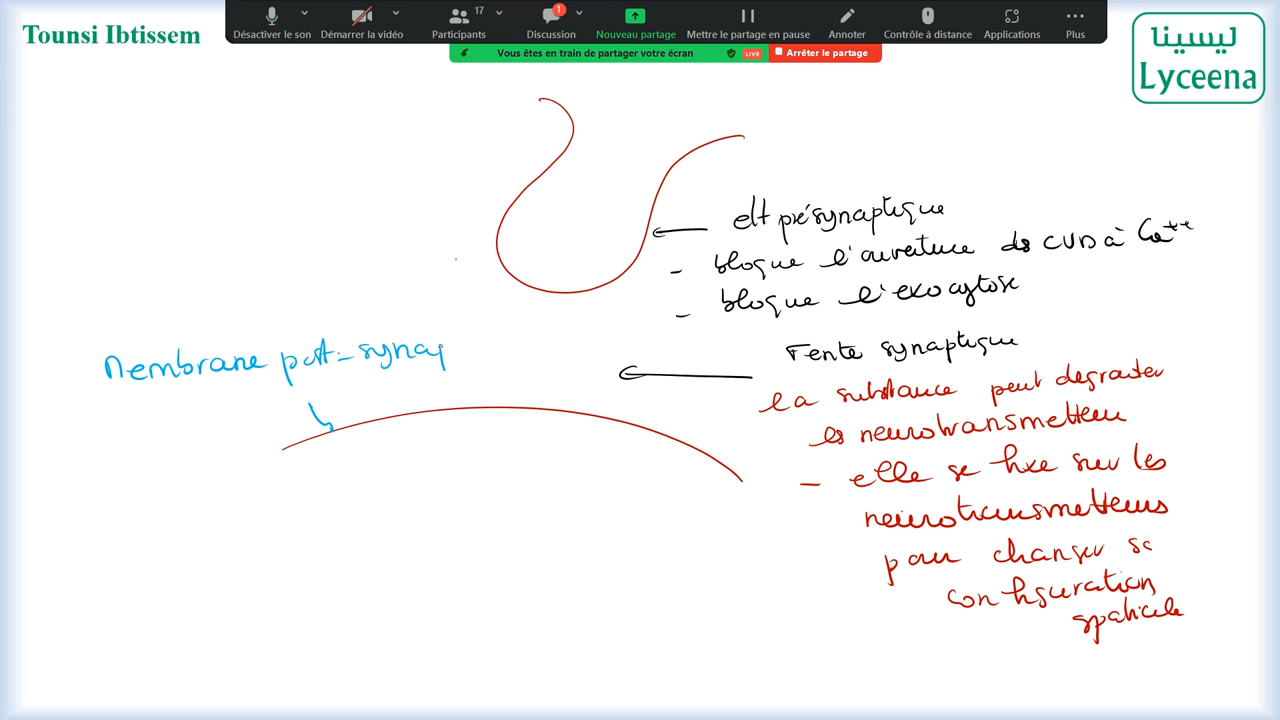 Tounsi Ibtissem
17
1
Désactiver le son
Démarrer la vidéo
Participants
Discussion
Nouveau partage
Mettre le partage en pause
Annoter
Contrôle à distance
Applications
Plus
Vous êtes en train de partager votre écran
LIVE
Arrêter le partage
ليسينا
Lyceena
elt présynaptique
- bloque l'ouverture des CVD à Ca++
- bloque l'exocytose
Fente synaptique
la substance peut degrader
les neurotransmetteur
- elle se fixe sur les
neurotransmetteurs
pour changer sa
configuration
spatiale
Membrane post-synap